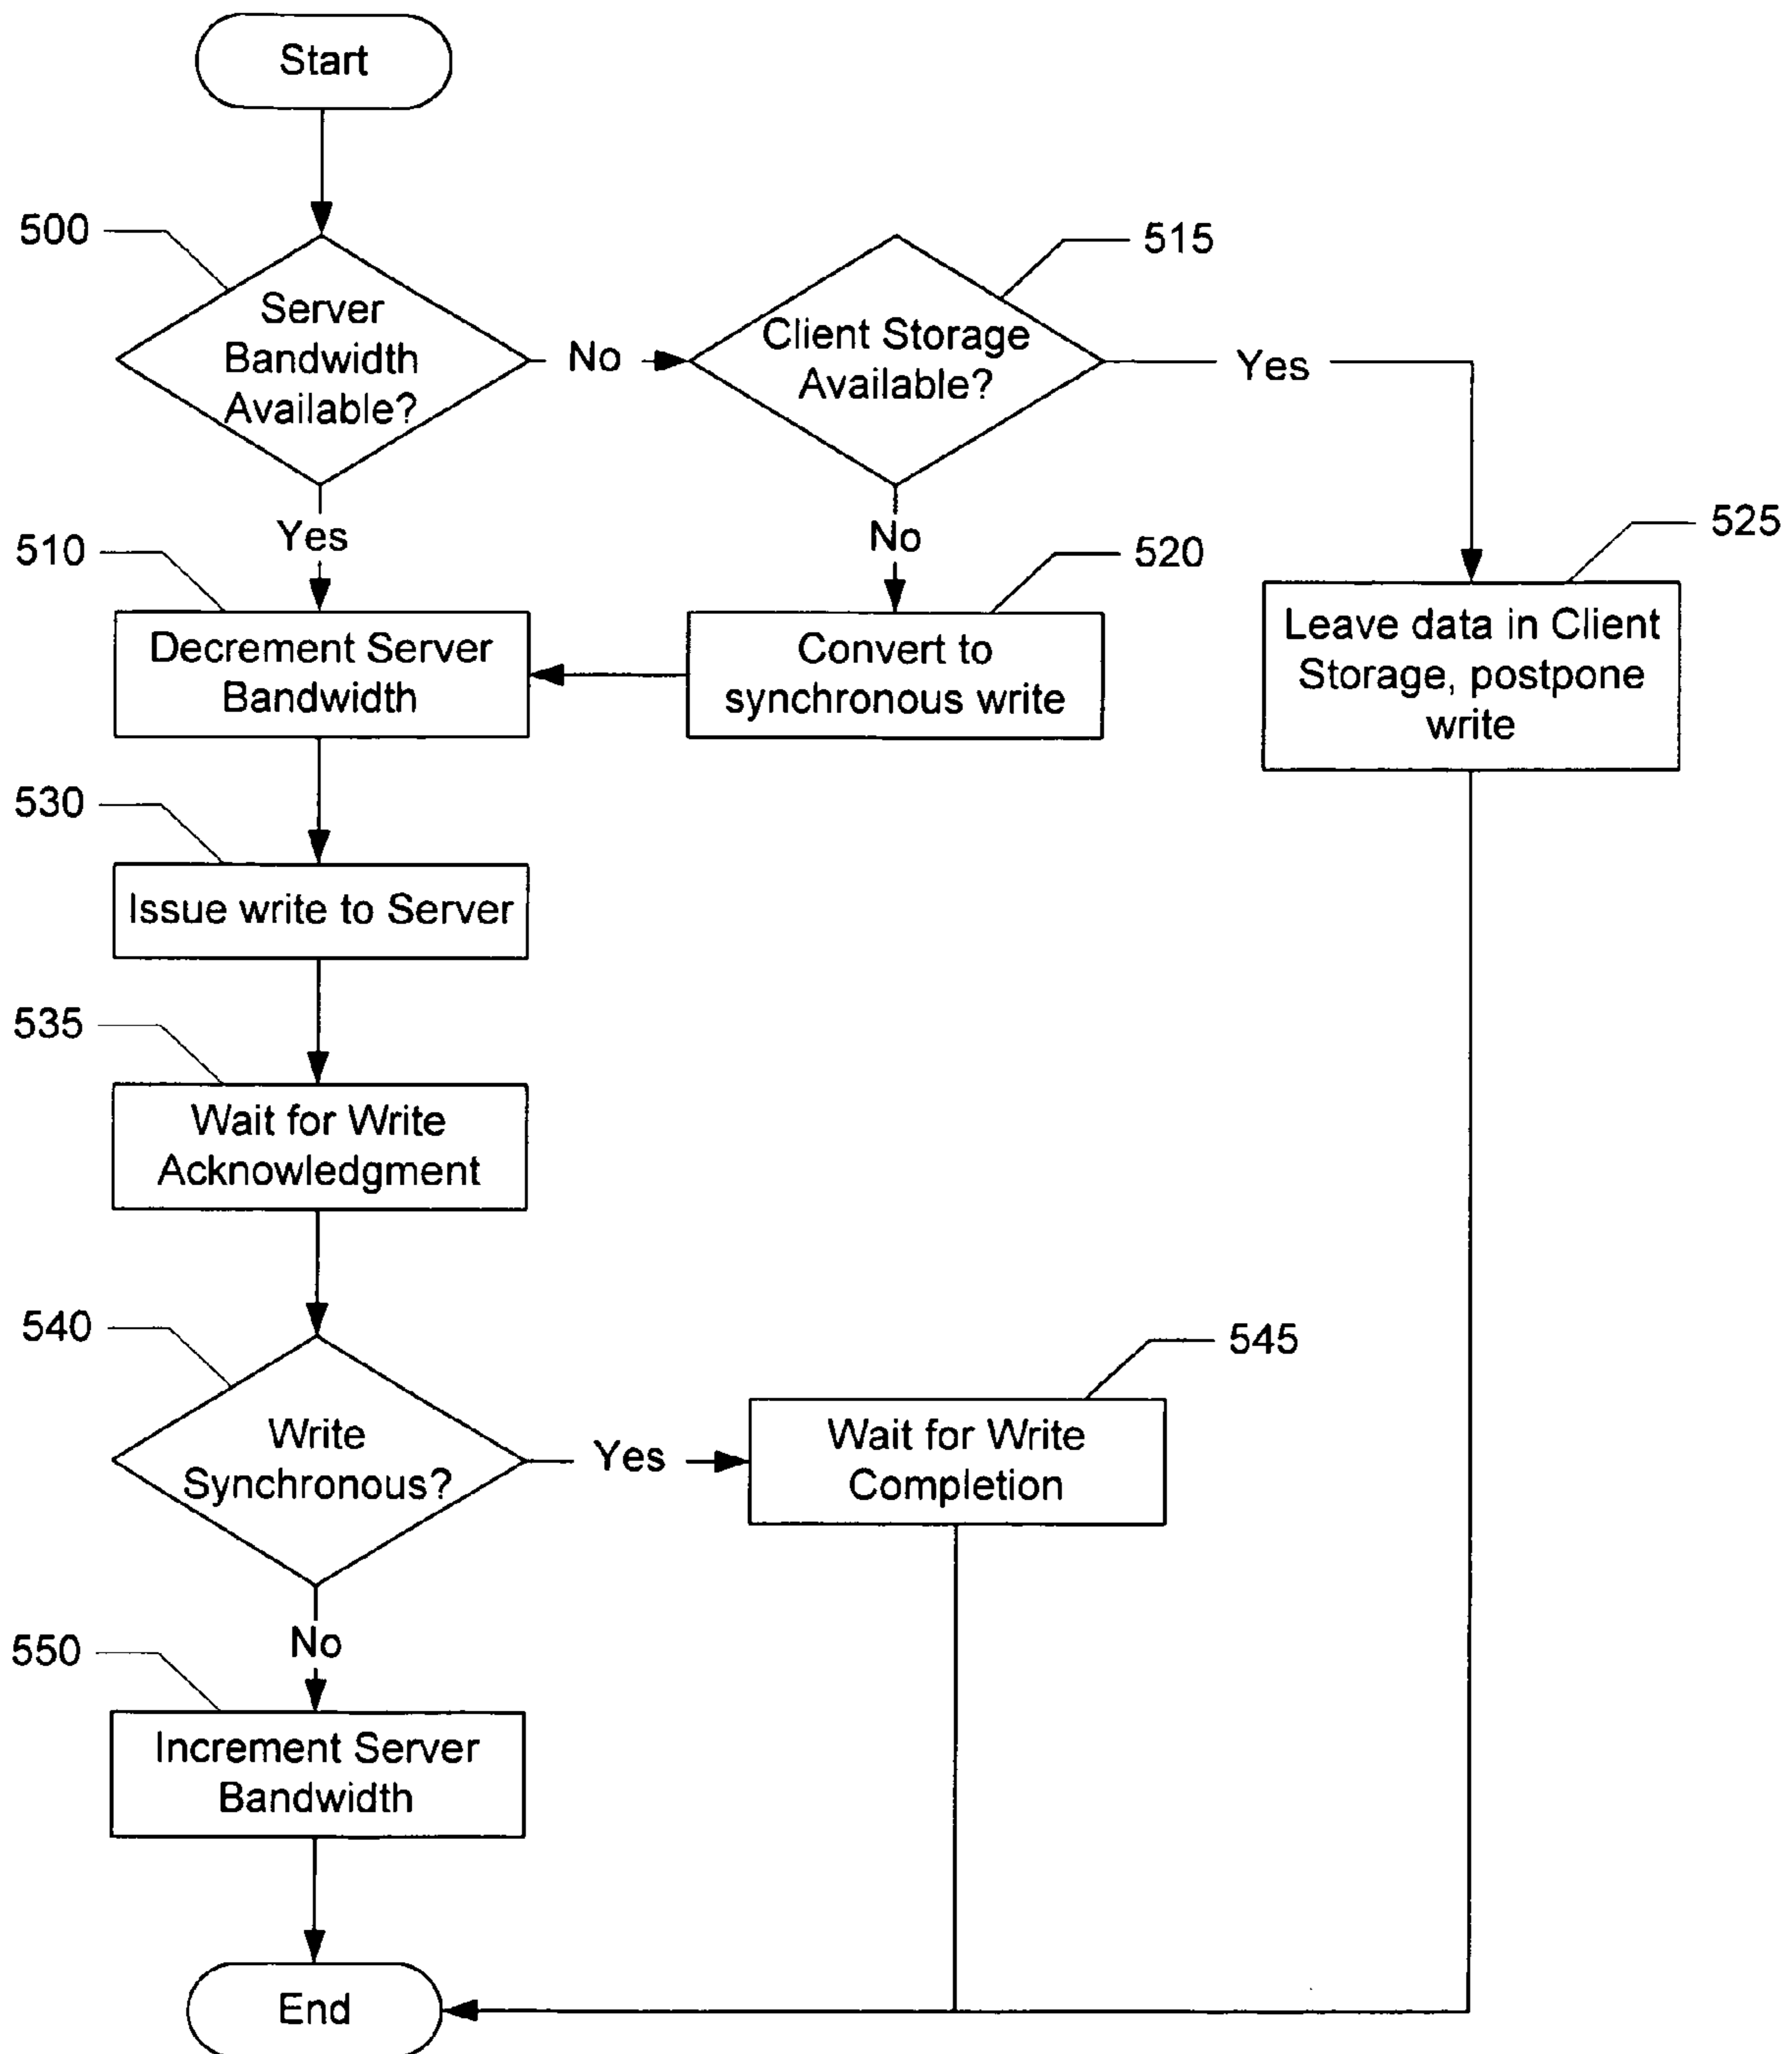 Start
500
515
Server
Bandwidth
Available?
No
Client Storage
Available?
Yes
Yes
No
510
520
525
Decrement Server
Bandwidth
Convert to
synchronous write
Leave data in Client
Storage, postpone
write
530
Issue write to Server
535
Wait for Write
Acknowledgment
540
545
Write
Synchronous?
Yes
Wait for Write
Completion
No
550
Increment Server
Bandwidth
End